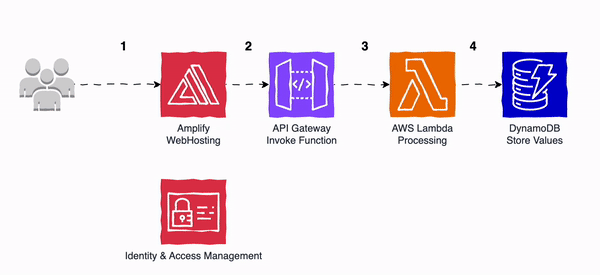 1
2
3
4
</>
Amplify
WebHosting
API Gateway
Invoke Function
AWS Lambda
Processing
DynamoDB
Store Values
Identity & Access Management